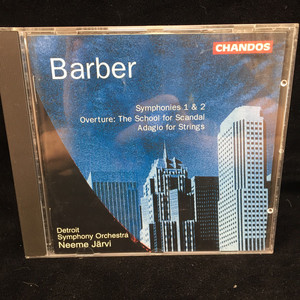 CHANDOS
Barber
Symphonies 1 & 2
Overture: The School for Scandal
Adagio for Strings
Detroit
Symphony Orchestra
Neeme Järvi